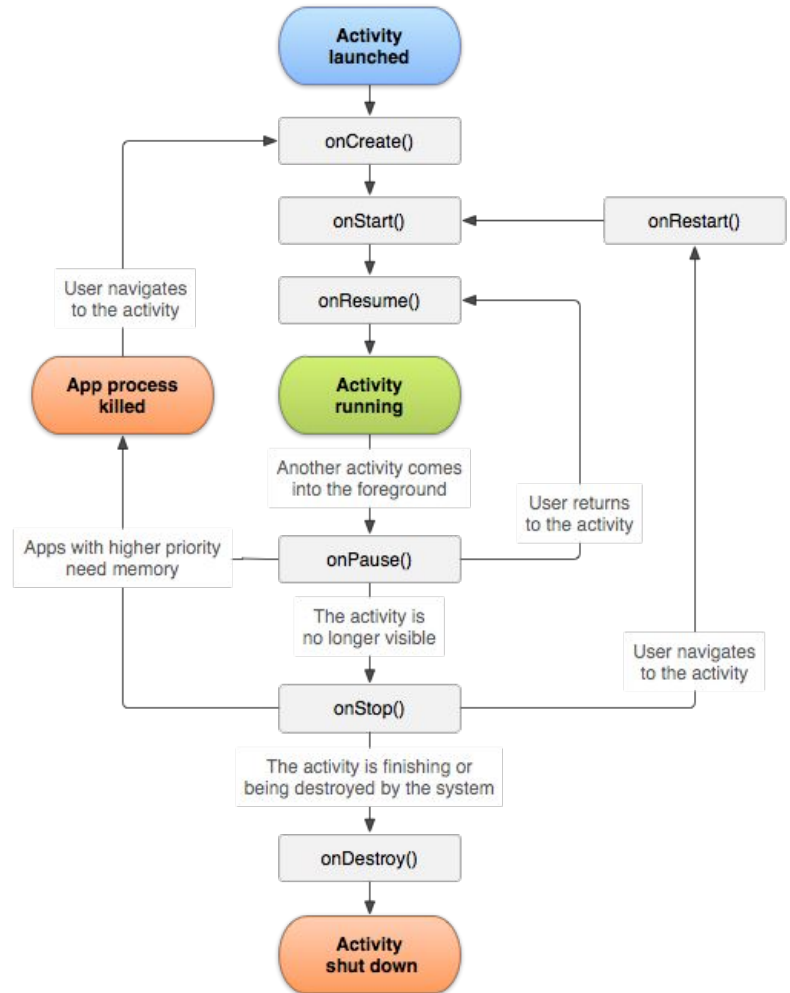 Activity
launched
onCreate()
onStart()
onRestart()
User navigates
to the activity
onResume()
App process
killed
Activity
running
Another activity comes
into the foreground
User returns
to the activity
Apps with higher priority
need memory
onPause()
The activity is
no longer visible
User navigates
to the activity
onStop()
The activity is finishing or
being destroyed by the system
onDestroy()
Activity
shut down